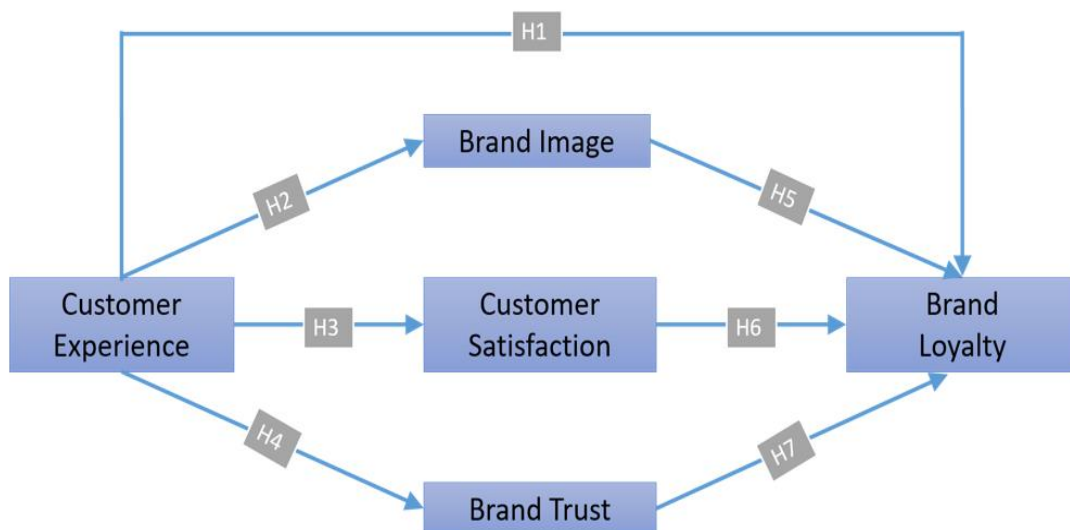 H1
Brand Image
H2
H5
Customer
Experience
H3
Customer
Satisfaction
H6
Brand
Loyalty
H4
H7
Brand Trust